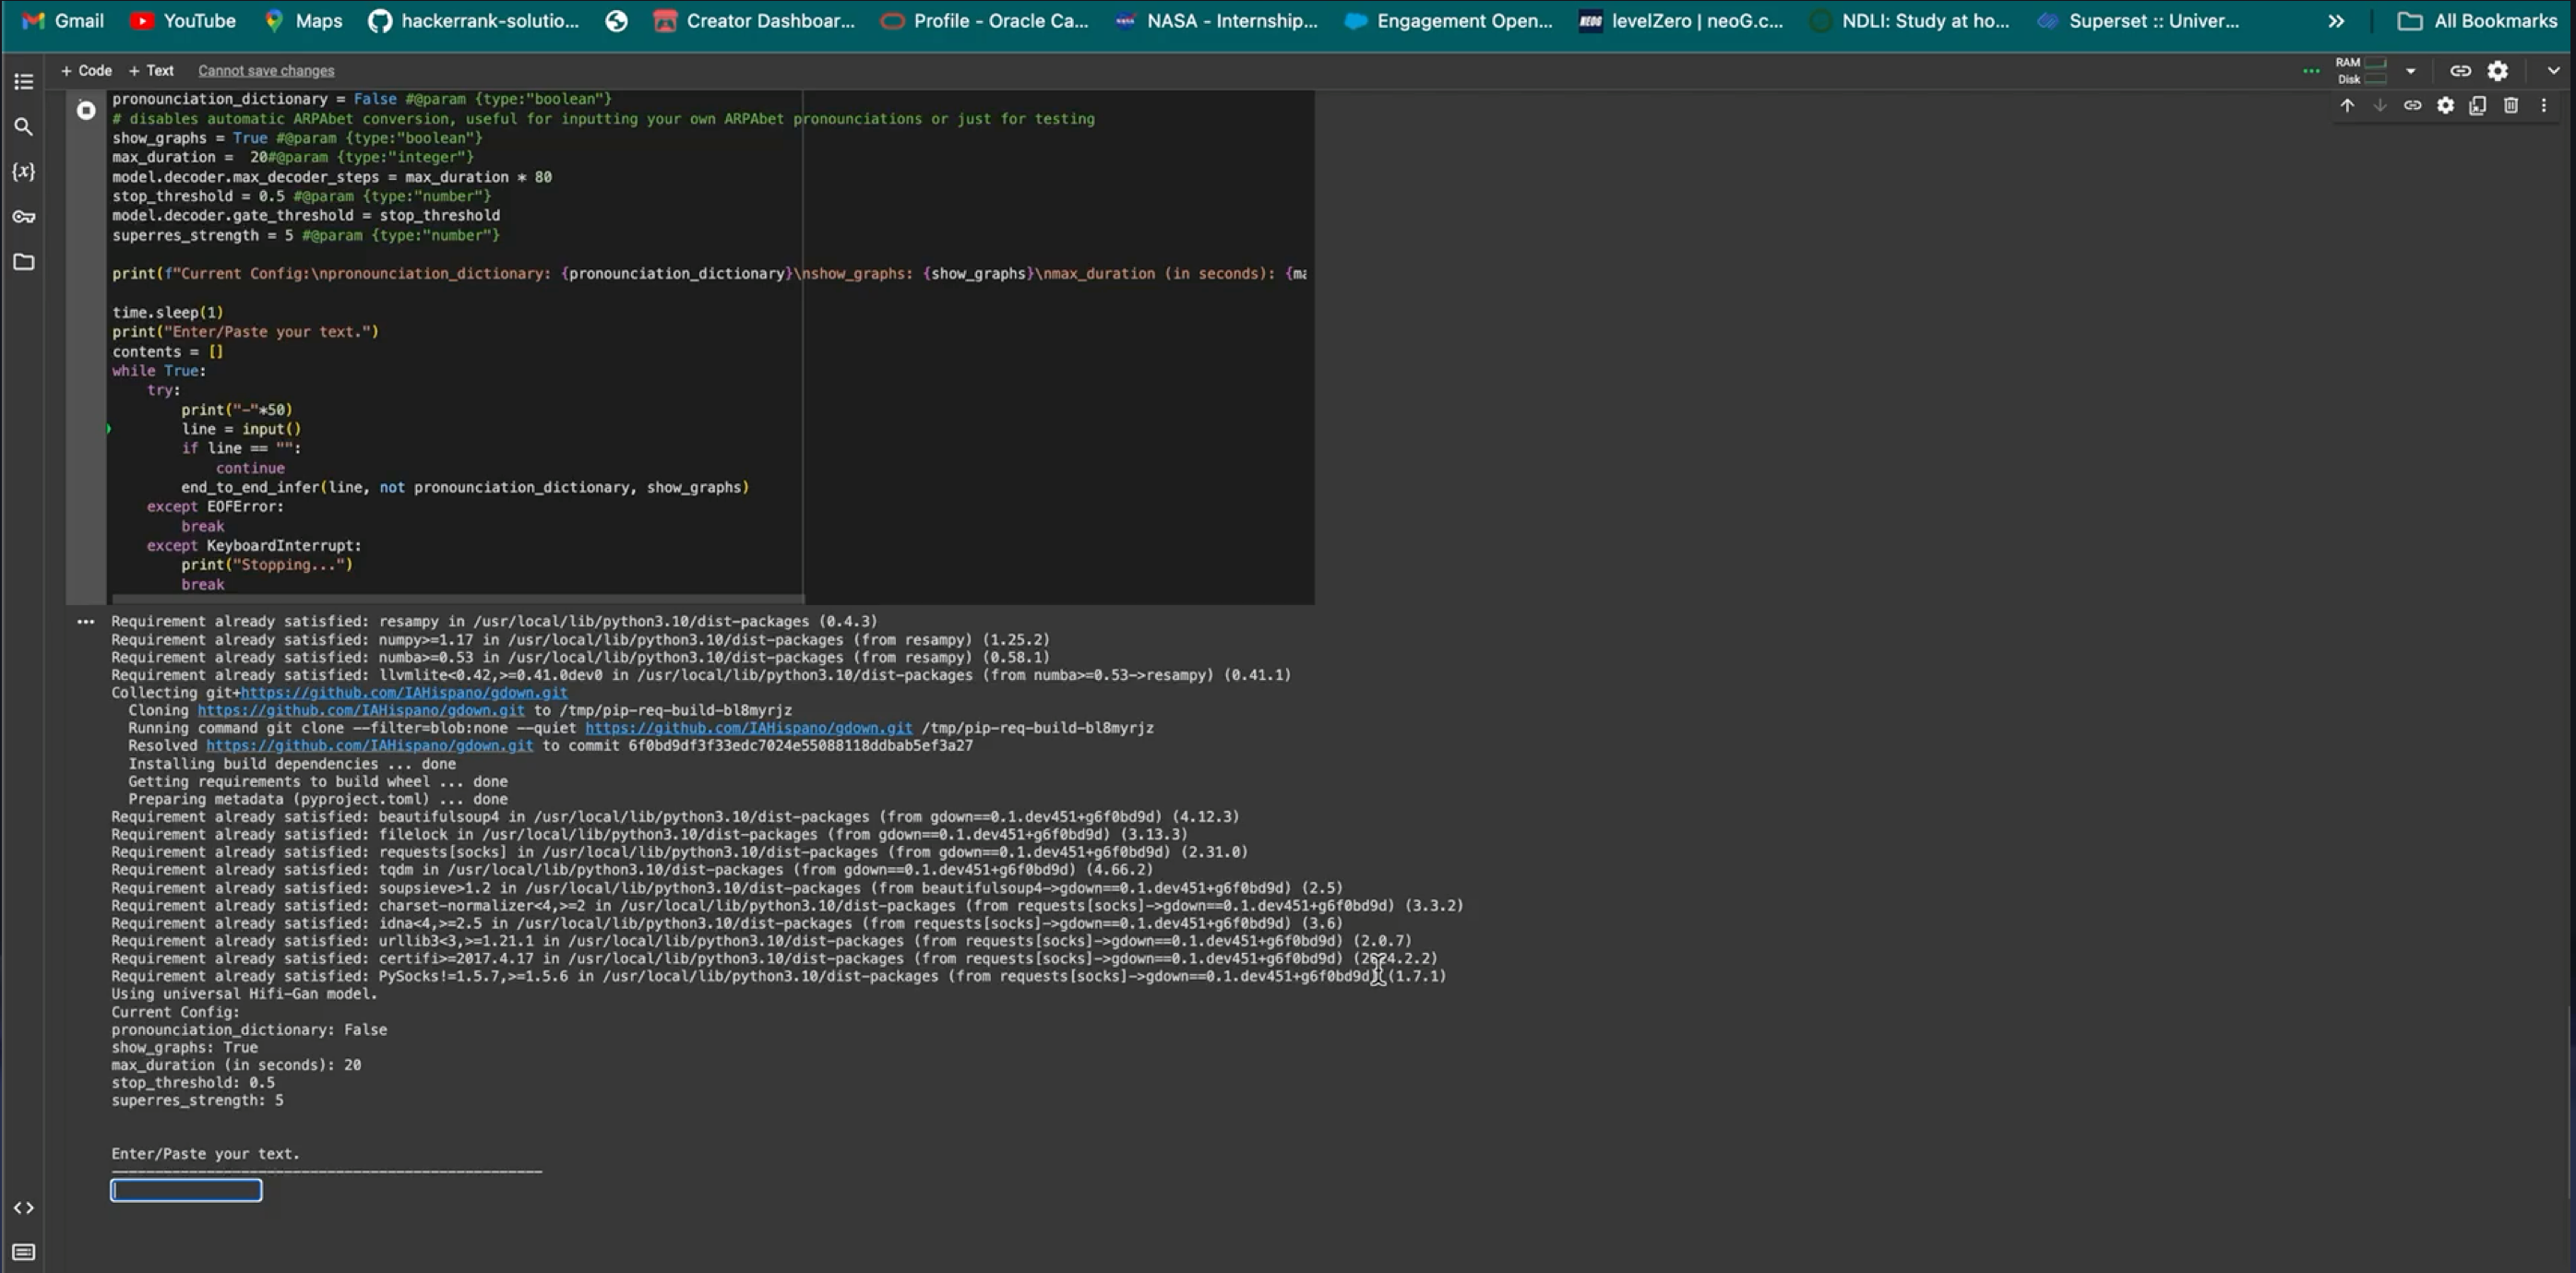 Gmail YouTube Maps hackerrank-solutio... Creator Dashboar... Profile - Oracle Ca... NASA - Internship... Engagement Open... levelZero | neoG.c... NDLI: Study at ho... Superset :: Univer... » All Bookmarks
+ Code + Text Cannot save changes
RAM
Disk
pronounciation_dictionary = False #@param {type:"boolean"}
# disables automatic ARPAbet conversion, useful for inputting your own ARPAbet pronounciations or just for testing
show_graphs = True #@param {type:"boolean"}
max_duration =  20#@param {type:"integer"}
model.decoder.max_decoder_steps = max_duration * 80
stop_threshold = 0.5 #@param {type:"number"}
model.decoder.gate_threshold = stop_threshold
superres_strength = 5 #@param {type:"number"}
print(f"Current Config:\npronounciation_dictionary: {pronounciation_dictionary}\nshow_graphs: {show_graphs}\nmax_duration (in seconds): {ma
time.sleep(1)
print("Enter/Paste your text.")
contents = []
while True:
    try:
        print("-"*50)
        line = input()
        if line == "":
            continue
        end_to_end_infer(line, not pronounciation_dictionary, show_graphs)
    except EOFError:
        break
    except KeyboardInterrupt:
        print("Stopping...")
        break
Requirement already satisfied: resampy in /usr/local/lib/python3.10/dist-packages (0.4.3)
Requirement already satisfied: numpy>=1.17 in /usr/local/lib/python3.10/dist-packages (from resampy) (1.25.2)
Requirement already satisfied: numba>=0.53 in /usr/local/lib/python3.10/dist-packages (from resampy) (0.58.1)
Requirement already satisfied: llvmlite<0.42,>=0.41.0dev0 in /usr/local/lib/python3.10/dist-packages (from numba>=0.53->resampy) (0.41.1)
Collecting git+https://github.com/IAHispano/gdown.git
  Cloning https://github.com/IAHispano/gdown.git to /tmp/pip-req-build-bl8myrjz
  Running command git clone --filter=blob:none --quiet https://github.com/IAHispano/gdown.git /tmp/pip-req-build-bl8myrjz
  Resolved https://github.com/IAHispano/gdown.git to commit 6f0bd9df3f33edc7024e55088118ddbab5ef3a27
  Installing build dependencies ... done
  Getting requirements to build wheel ... done
  Preparing metadata (pyproject.toml) ... done
Requirement already satisfied: beautifulsoup4 in /usr/local/lib/python3.10/dist-packages (from gdown==0.1.dev451+g6f0bd9d) (4.12.3)
Requirement already satisfied: filelock in /usr/local/lib/python3.10/dist-packages (from gdown==0.1.dev451+g6f0bd9d) (3.13.3)
Requirement already satisfied: requests[socks] in /usr/local/lib/python3.10/dist-packages (from gdown==0.1.dev451+g6f0bd9d) (2.31.0)
Requirement already satisfied: tqdm in /usr/local/lib/python3.10/dist-packages (from gdown==0.1.dev451+g6f0bd9d) (4.66.2)
Requirement already satisfied: soupsieve>1.2 in /usr/local/lib/python3.10/dist-packages (from beautifulsoup4->gdown==0.1.dev451+g6f0bd9d) (2.5)
Requirement already satisfied: charset-normalizer<4,>=2 in /usr/local/lib/python3.10/dist-packages (from requests[socks]->gdown==0.1.dev451+g6f0bd9d) (3.3.2)
Requirement already satisfied: idna<4,>=2.5 in /usr/local/lib/python3.10/dist-packages (from requests[socks]->gdown==0.1.dev451+g6f0bd9d) (3.6)
Requirement already satisfied: urllib3<3,>=1.21.1 in /usr/local/lib/python3.10/dist-packages (from requests[socks]->gdown==0.1.dev451+g6f0bd9d) (2.0.7)
Requirement already satisfied: certifi>=2017.4.17 in /usr/local/lib/python3.10/dist-packages (from requests[socks]->gdown==0.1.dev451+g6f0bd9d) (2024.2.2)
Requirement already satisfied: PySocks!=1.5.7,>=1.5.6 in /usr/local/lib/python3.10/dist-packages (from requests[socks]->gdown==0.1.dev451+g6f0bd9d) (1.7.1)
Using universal Hifi-Gan model.
Current Config:
pronounciation_dictionary: False
show_graphs: True
max_duration (in seconds): 20
stop_threshold: 0.5
superres_strength: 5
Enter/Paste your text.
--------------------------------------------------